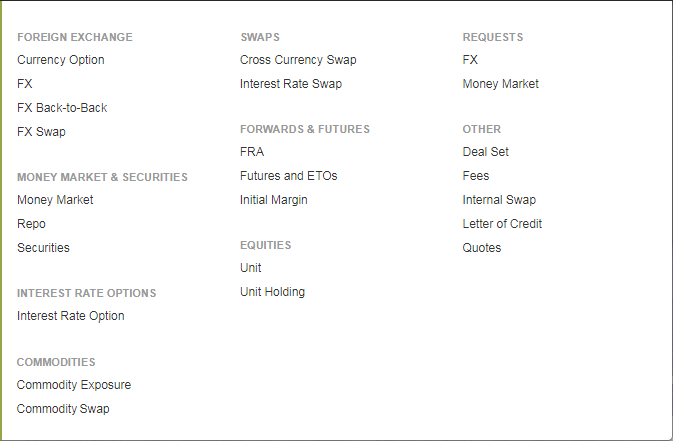 FOREIGN EXCHANGE
Currency Option
FX
FX Back-to-Back
FX Swap
MONEY MARKET & SECURITIES
Money Market
Repo
Securities
INTEREST RATE OPTIONS
Interest Rate Option
COMMODITIES
Commodity Exposure
Commodity Swap
SWAPS
Cross Currency Swap
Interest Rate Swap
FORWARDS & FUTURES
FRA
Futures and ETOs
Initial Margin
EQUITIES
Unit
Unit Holding
REQUESTS
FX
Money Market
OTHER
Deal Set
Fees
Internal Swap
Letter of Credit
Quotes